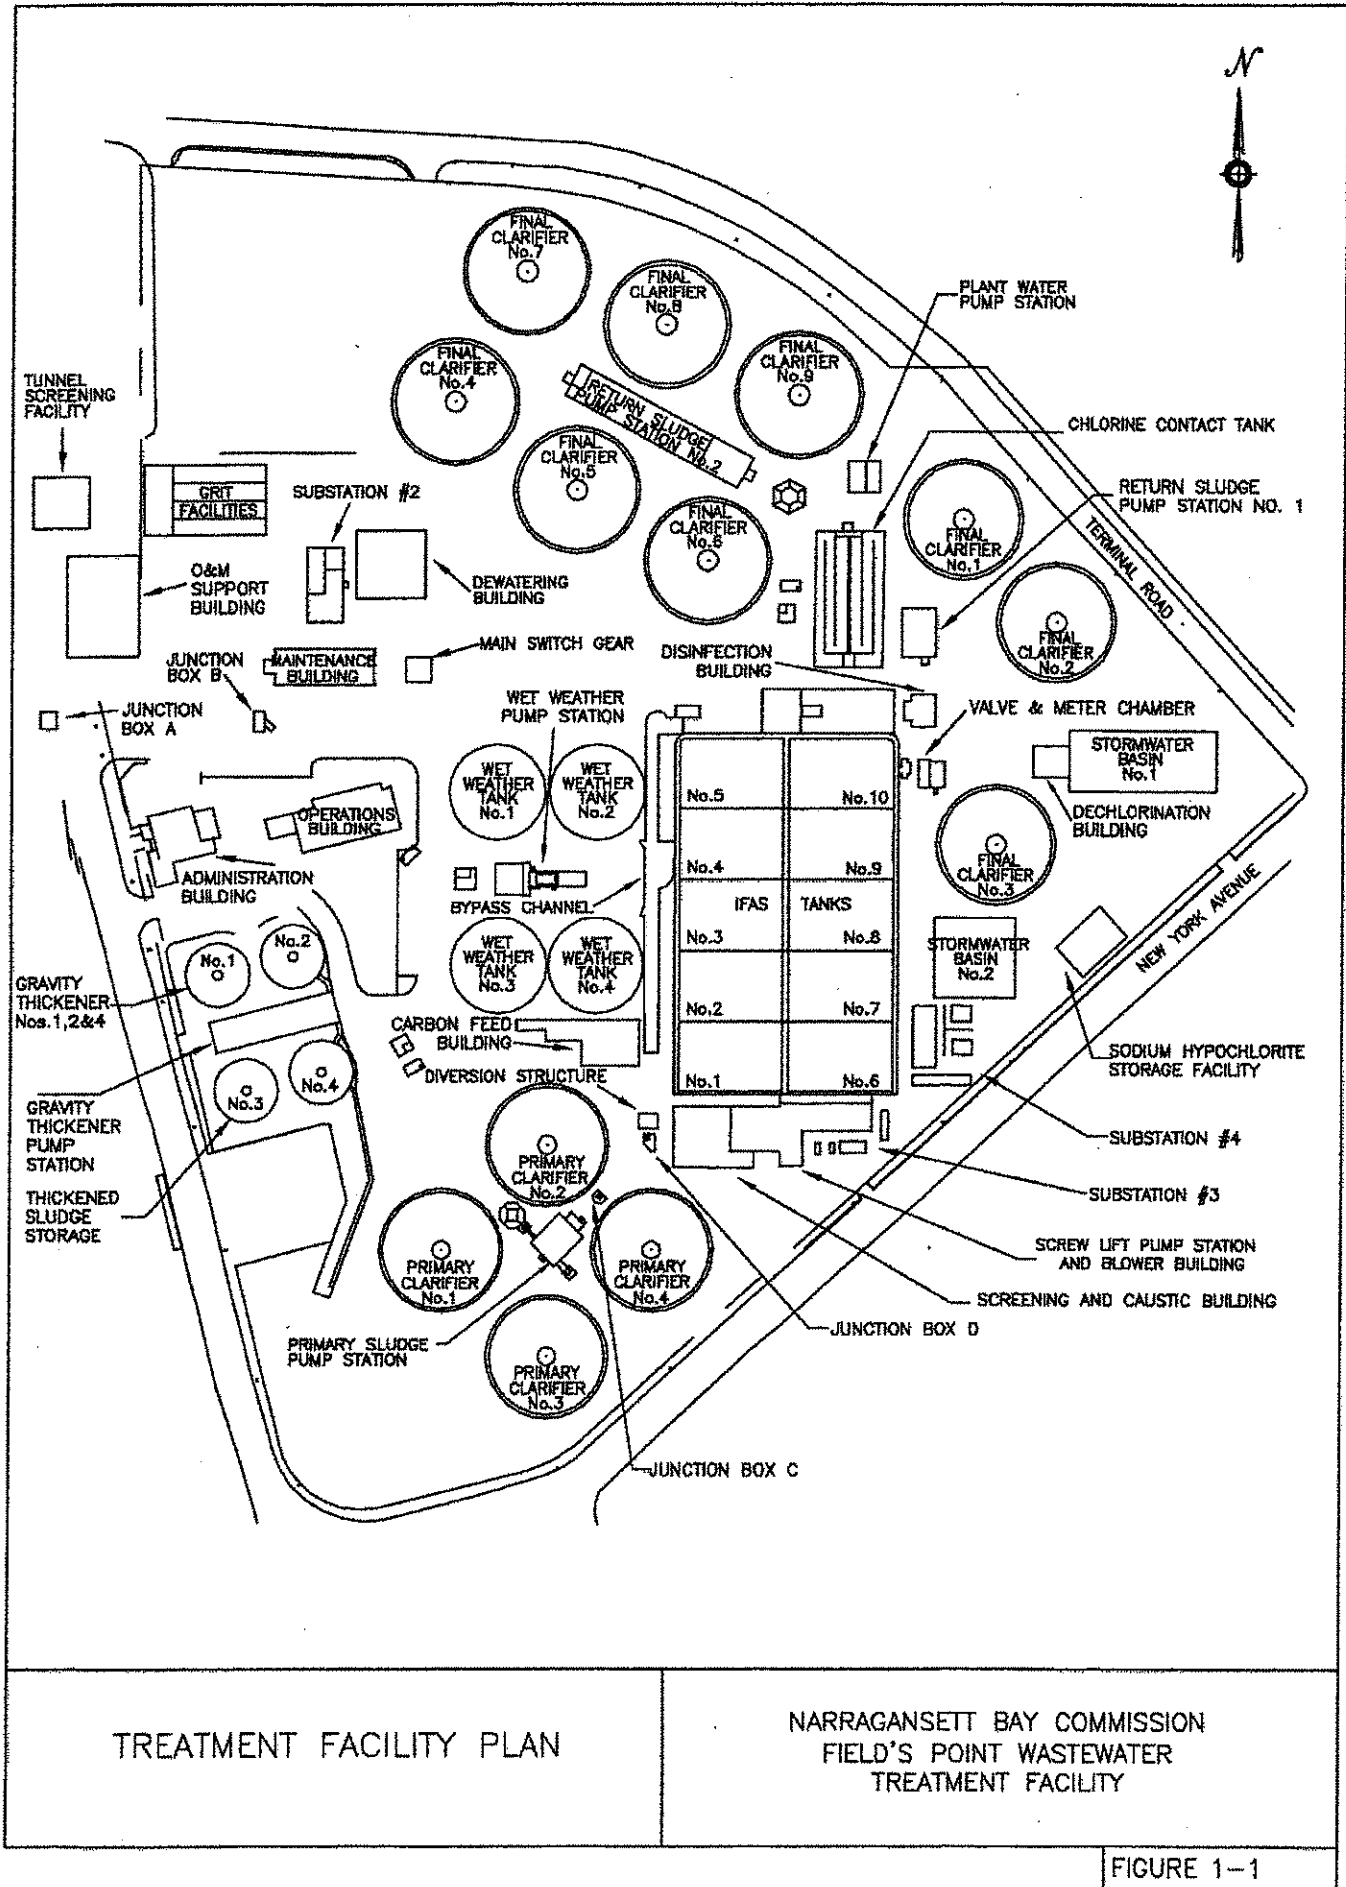 N
FINAL
CLARIFIER
No.7
FINAL
CLARIFIER
No.8
PLANT WATER
PUMP STATION
FINAL
CLARIFIER
No.4
FINAL
CLARIFIER
No.9
TUNNEL
SCREENING
FACILITY
RETURN SLUDGE
PUMP STATION No.2
CHLORINE CONTACT TANK
FINAL
CLARIFIER
No.5
GRIT
FACILITIES
SUBSTATION #2
RETURN SLUDGE
PUMP STATION NO. 1
FINAL
CLARIFIER
No.6
FINAL
CLARIFIER
No.1
TERMINAL ROAD
O&M
SUPPORT
BUILDING
DEWATERING
BUILDING
FINAL
CLARIFIER
No.2
JUNCTION
BOX B
MAINTENANCE
BUILDING
MAIN SWITCH GEAR
DISINFECTION
BUILDING
WET WEATHER
PUMP STATION
VALVE & METER CHAMBER
JUNCTION
BOX A
STORMWATER
BASIN
No.1
WET
WEATHER
TANK
No.1
WET
WEATHER
TANK
No.2
No.5
No.10
OPERATIONS
BUILDING
DECHLORINATION
BUILDING
FINAL
CLARIFIER
No.3
No.4
No.9
ADMINISTRATION
BUILDING
BYPASS CHANNEL
IFAS TANKS
NEW YORK AVENUE
No.1
No.2
WET
WEATHER
TANK
No.3
WET
WEATHER
TANK
No.4
No.3
No.8
STORMWATER
BASIN
No.2
GRAVITY
THICKENER
Nos.1,2&4
No.2
No.7
CARBON FEED
BUILDING
SODIUM HYPOCHLORITE
STORAGE FACILITY
DIVERSION STRUCTURE
No.1
No.6
No.3
No.4
GRAVITY
THICKENER
PUMP
STATION
SUBSTATION #4
PRIMARY
CLARIFIER
No.2
SUBSTATION #3
THICKENED
SLUDGE
STORAGE
PRIMARY
CLARIFIER
No.1
PRIMARY
CLARIFIER
No.4
SCREW LIFT PUMP STATION
AND BLOWER BUILDING
SCREENING AND CAUSTIC BUILDING
JUNCTION BOX D
PRIMARY SLUDGE
PUMP STATION
PRIMARY
CLARIFIER
No.3
JUNCTION BOX C
TREATMENT FACILITY PLAN
NARRAGANSETT BAY COMMISSION
FIELD'S POINT WASTEWATER
TREATMENT FACILITY
FIGURE 1-1